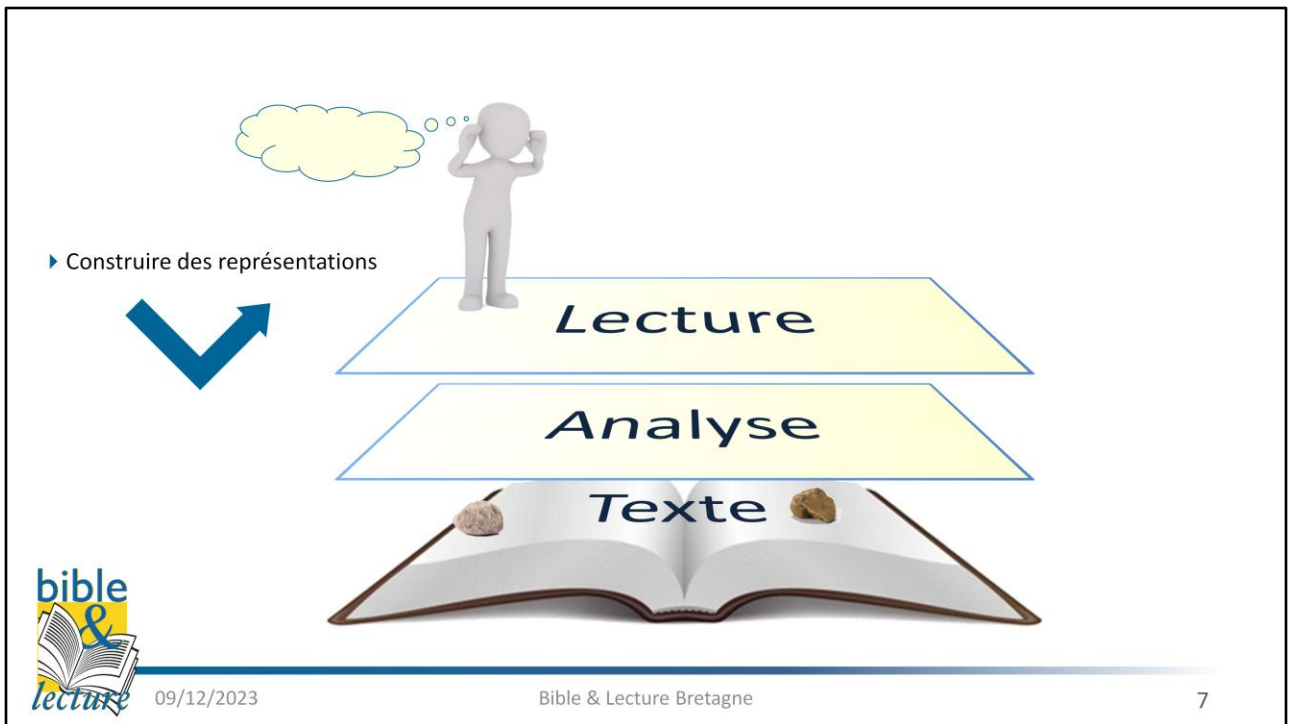 Construire des représentations
Lecture
Analyse
Texte
bible
&
lecture
09/12/2023
Bible & Lecture Bretagne
7